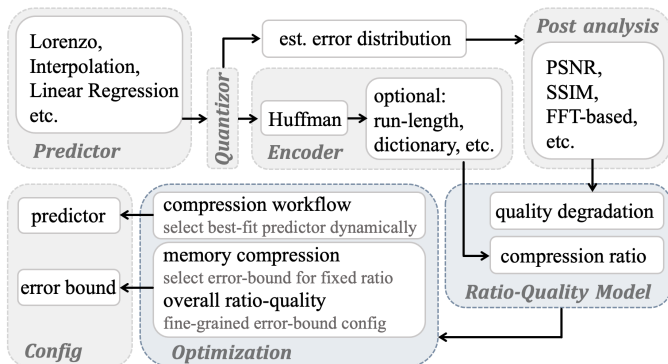 Lorenzo,
Interpolation,
Linear Regression
etc.
Predictor
Quantizor
est. error distribution
Huffman
optional:
run-length,
dictionary, etc.
Encoder
Post analysis
PSNR,
SSIM,
FFT-based,
etc.
predictor
error bound
Config
compression workflow
select best-fit predictor dynamically
memory compression
select error-bound for fixed ratio
overall ratio-quality
fine-grained error-bound config
Optimization
quality degradation
compression ratio
Ratio-Quality Model